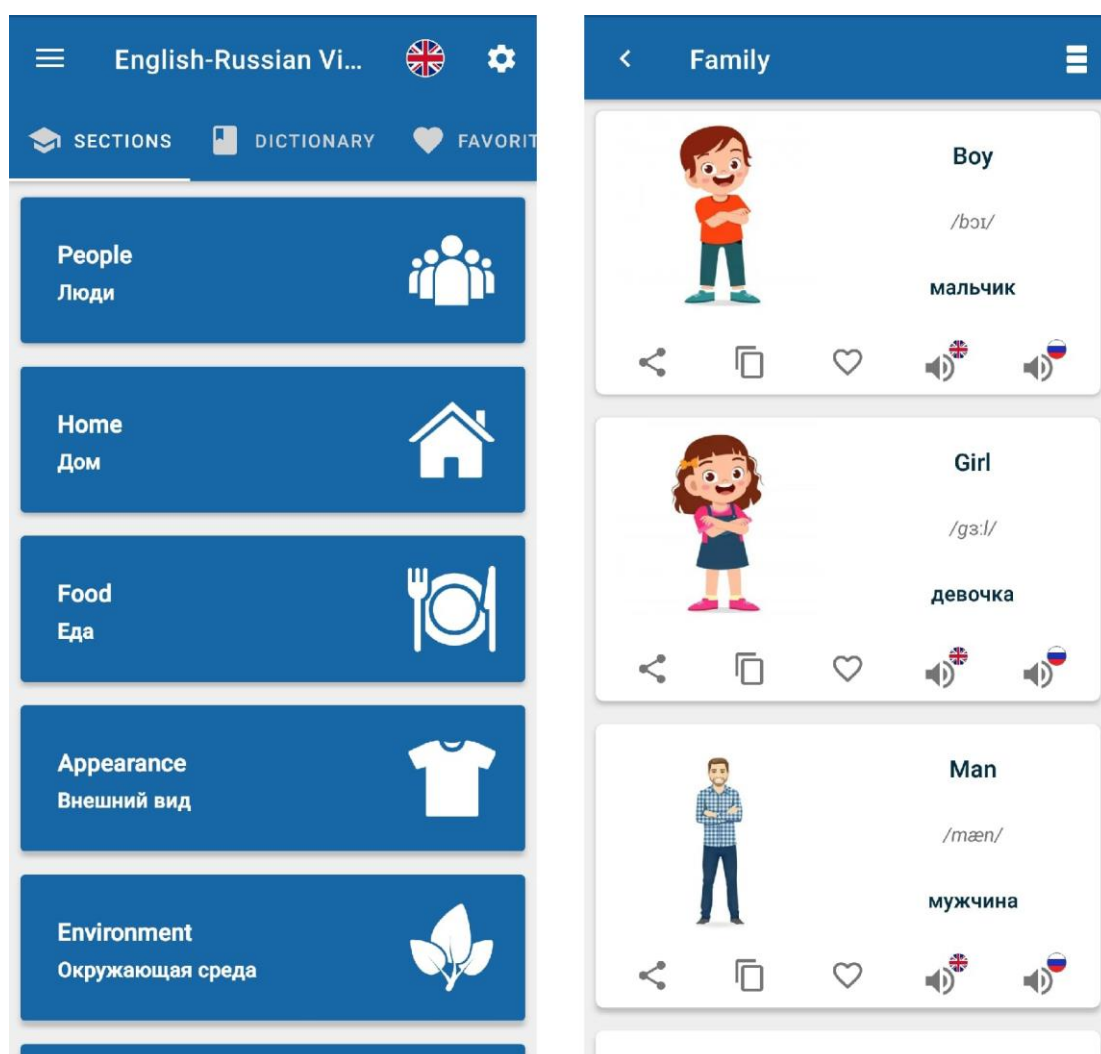 English-Russian Vi...
SECTIONS
DICTIONARY
FAVORIT
People
Люди
Home
Дом
Food
Еда
Appearance
Внешний вид
Environment
Окружающая среда
Family
Boy
/bɔɪ/
мальчик
Girl
/ɡɜːl/
девочка
Man
/mæn/
мужчина